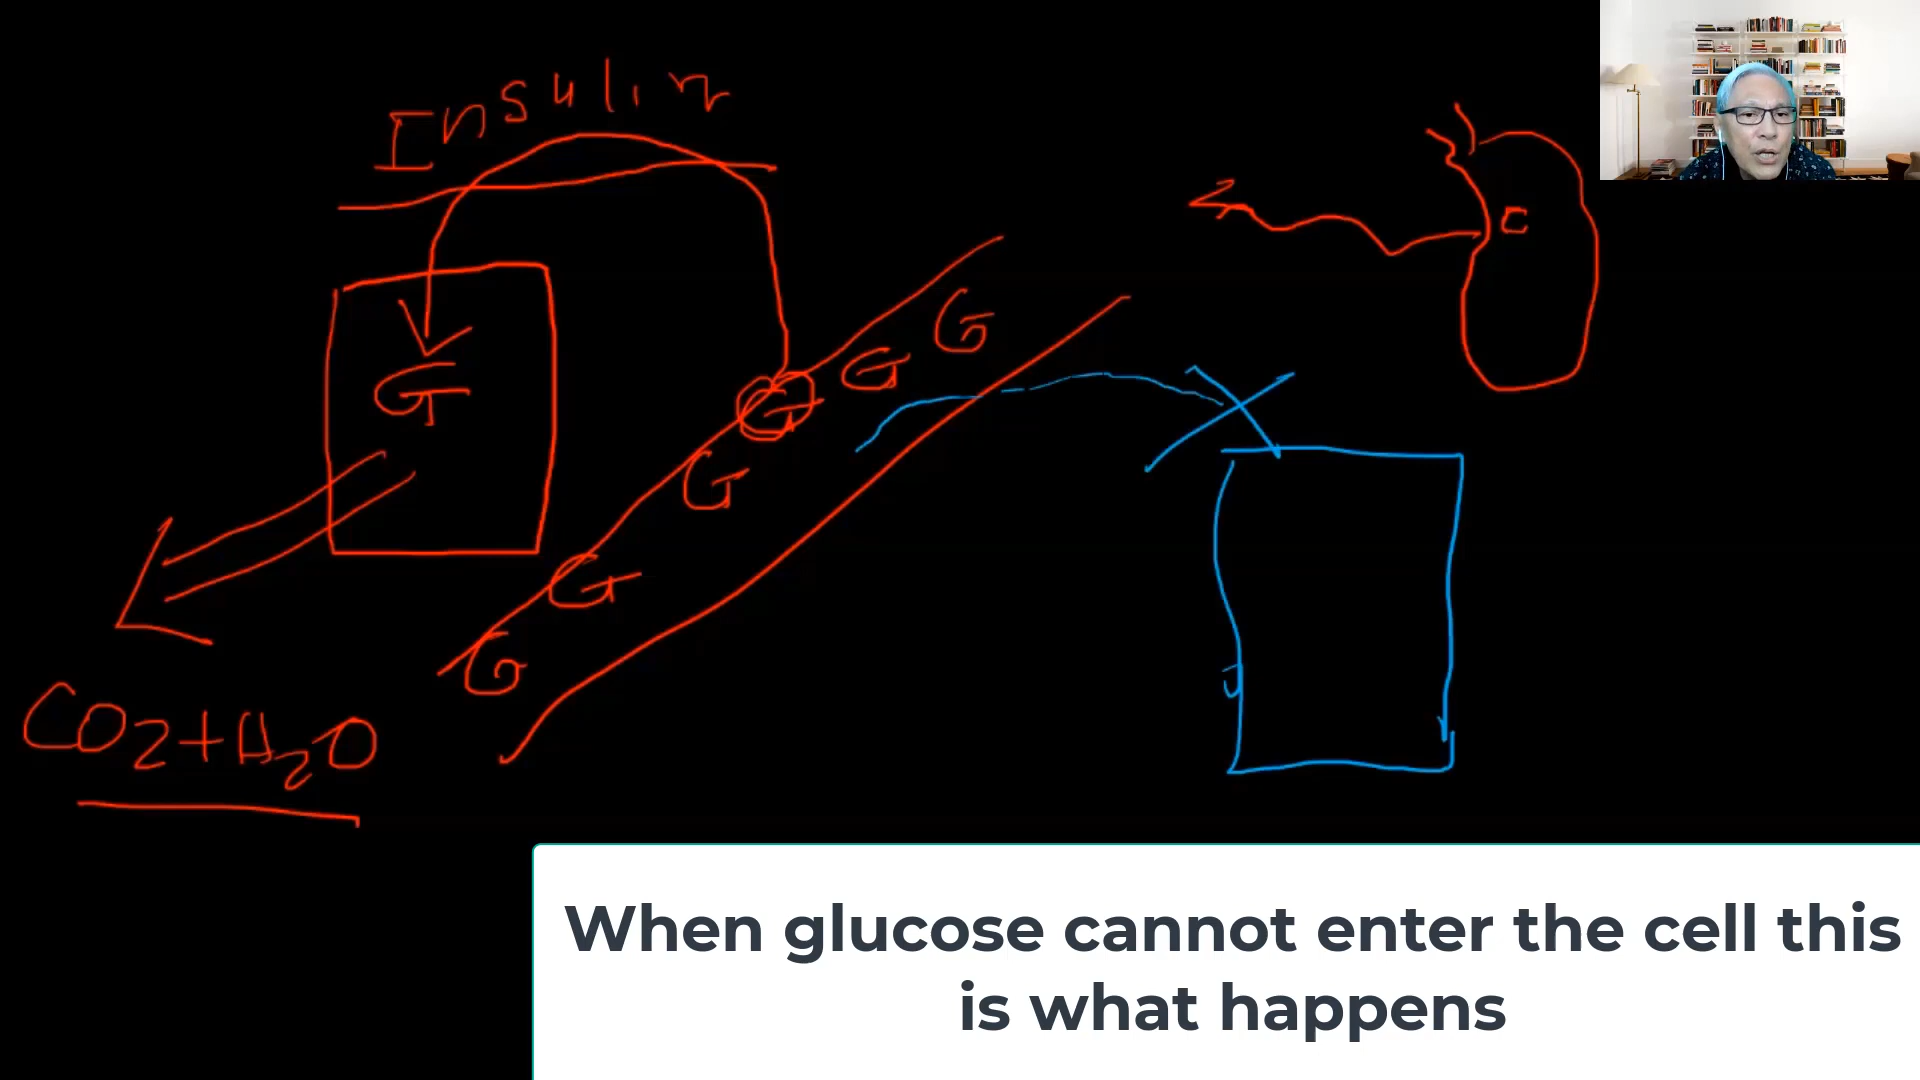 Insulin
G
G
G
G
G
G
G
C
CO2+H2O
When glucose cannot enter the cell this
is what happens